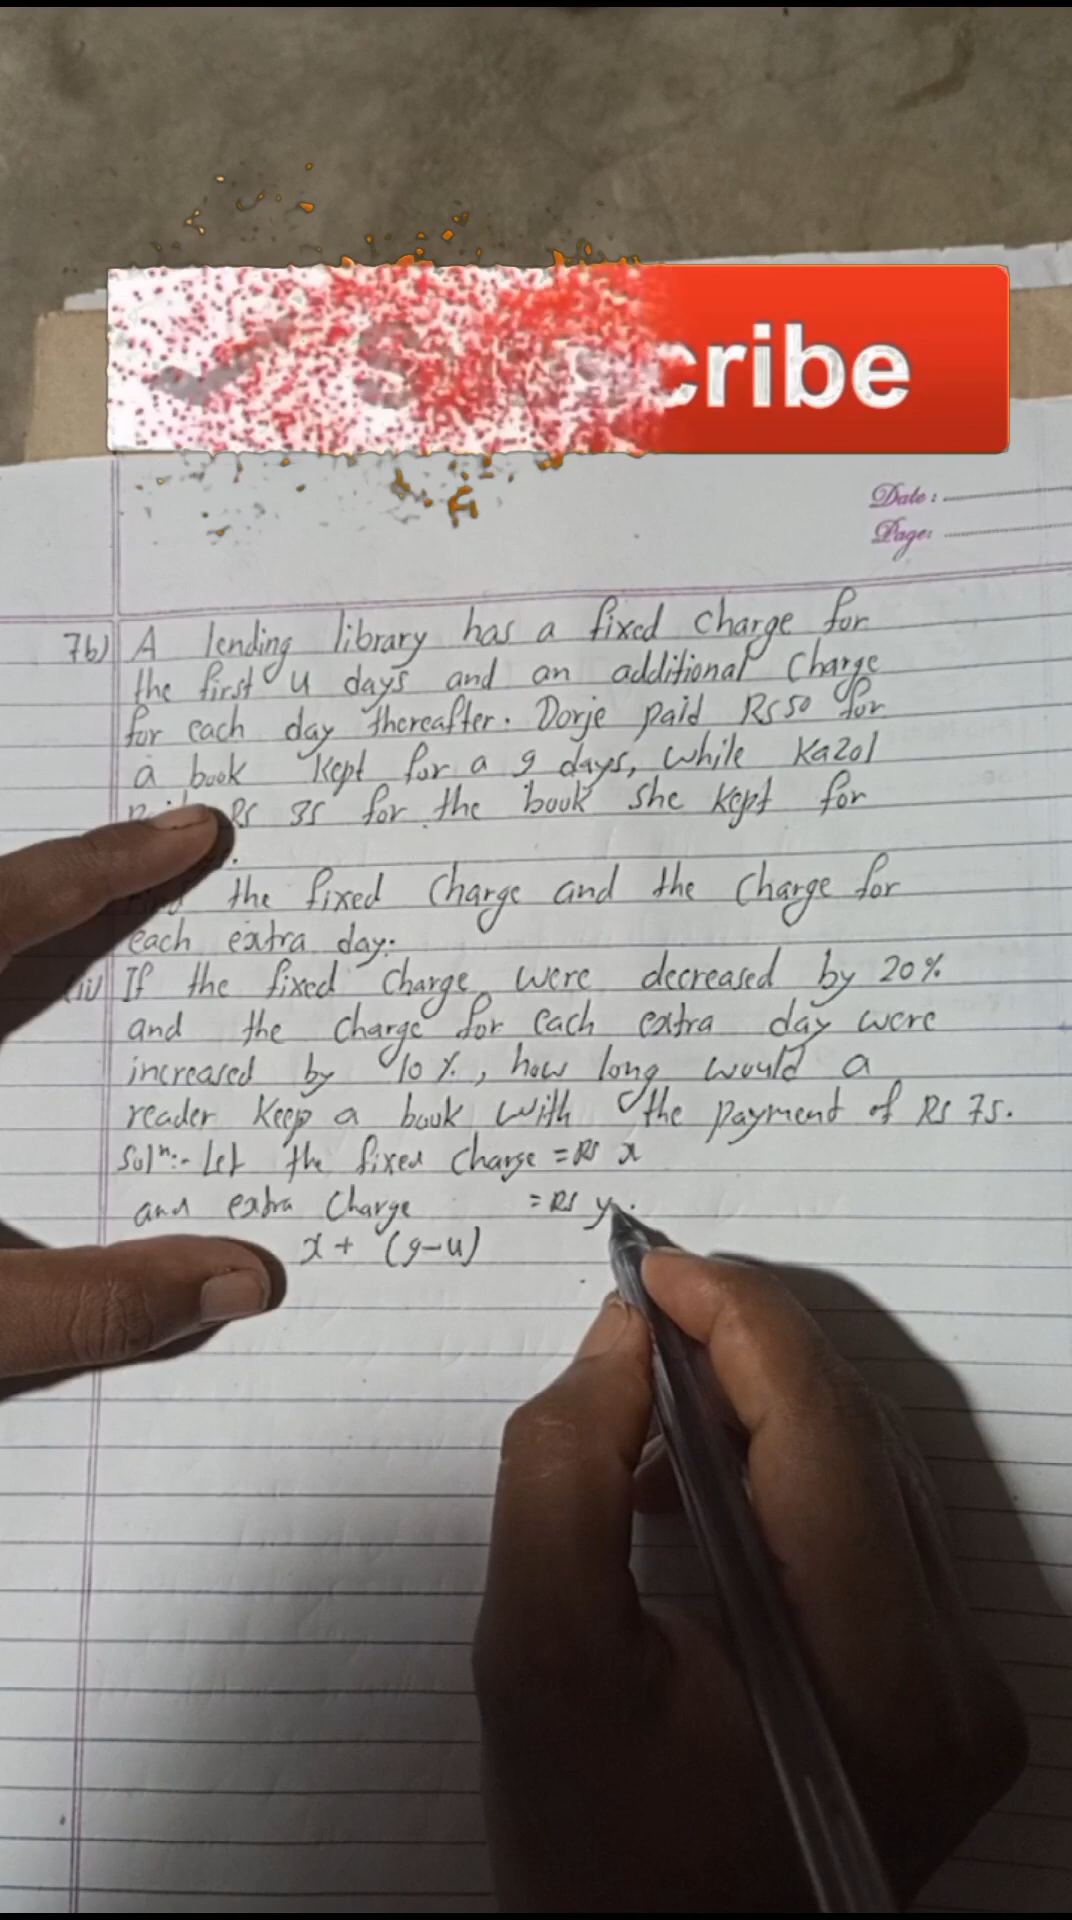 cribe
Date:
Page:
7b) A lending library has a fixed charge for
the first 4 days and an additional charge
for each day thereafter. Dorje paid Rs 50 for
a book kept for a 9 days, while Kazol
Rs 35 for the book she kept for
the fixed charge and the charge for
each extra day.
If the fixed charge were decreased by 20%
and the charge for each extra day were
increased by 10%, how long would a
reader keep a book with the payment of Rs 75.
Solⁿ:- Let the fixed charge = Rs x
and extra charge = Rs y.
x + (9-4)